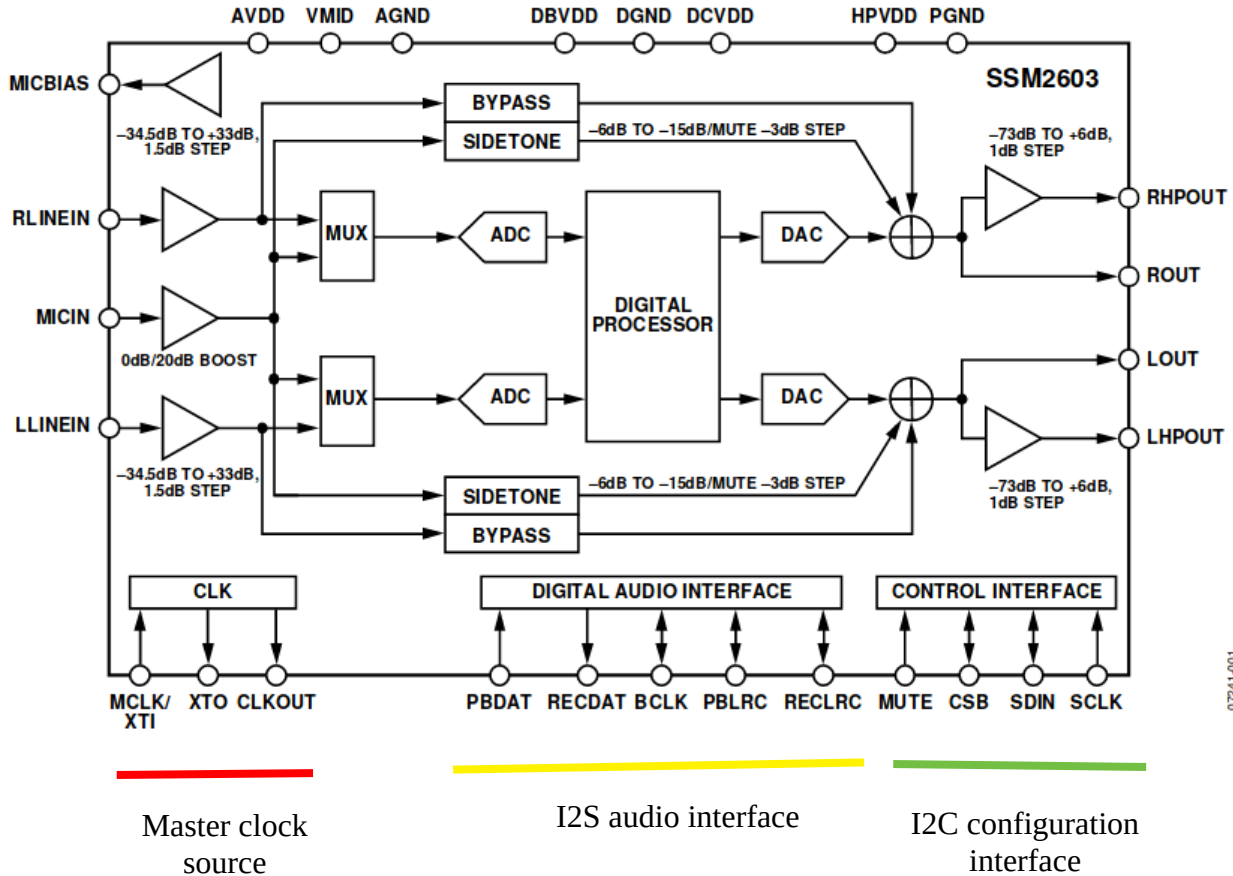 AVDD VMID AGND DBVDD DGND DCVDD HPVDD PGND
SSM2603
MICBIAS
–34.5dB TO +33dB,
1.5dB STEP
BYPASS
SIDETONE
–6dB TO –15dB/MUTE –3dB STEP
–73dB TO +6dB,
1dB STEP
RLINEIN
MUX
ADC
DAC
RHPOUT
ROUT
MICIN
0dB/20dB BOOST
DIGITAL
PROCESSOR
LOUT
LLINEIN
MUX
ADC
DAC
LHPOUT
–34.5dB TO +33dB,
1.5dB STEP
SIDETONE
BYPASS
–6dB TO –15dB/MUTE –3dB STEP
–73dB TO +6dB,
1dB STEP
CLK
DIGITAL AUDIO INTERFACE
CONTROL INTERFACE
MCLK/
XTI
XTO CLKOUT
PBDAT RECDAT BCLK PBLRC RECLRC
MUTE CSB SDIN SCLK
07241-001
Master clock
source
I2S audio interface
I2C configuration
interface